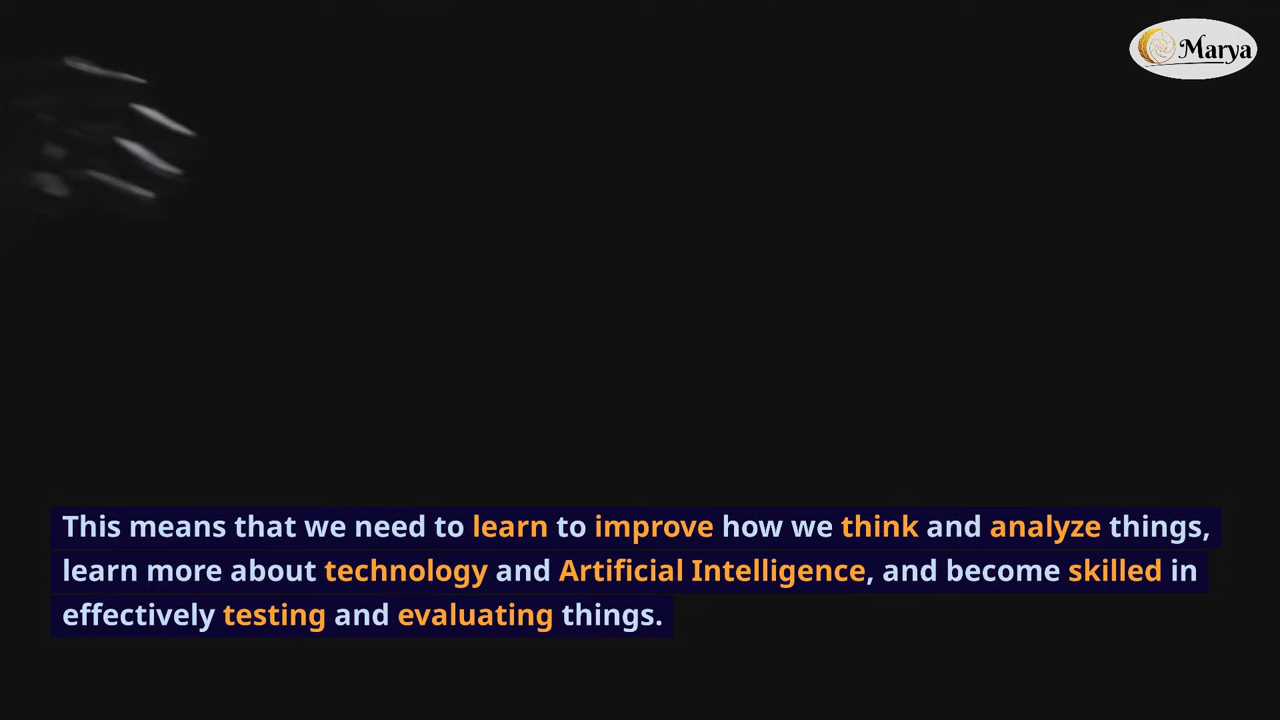 Marya
This means that we need to learn to improve how we think and analyze things,
learn more about technology and Artificial Intelligence, and become skilled in
effectively testing and evaluating things.